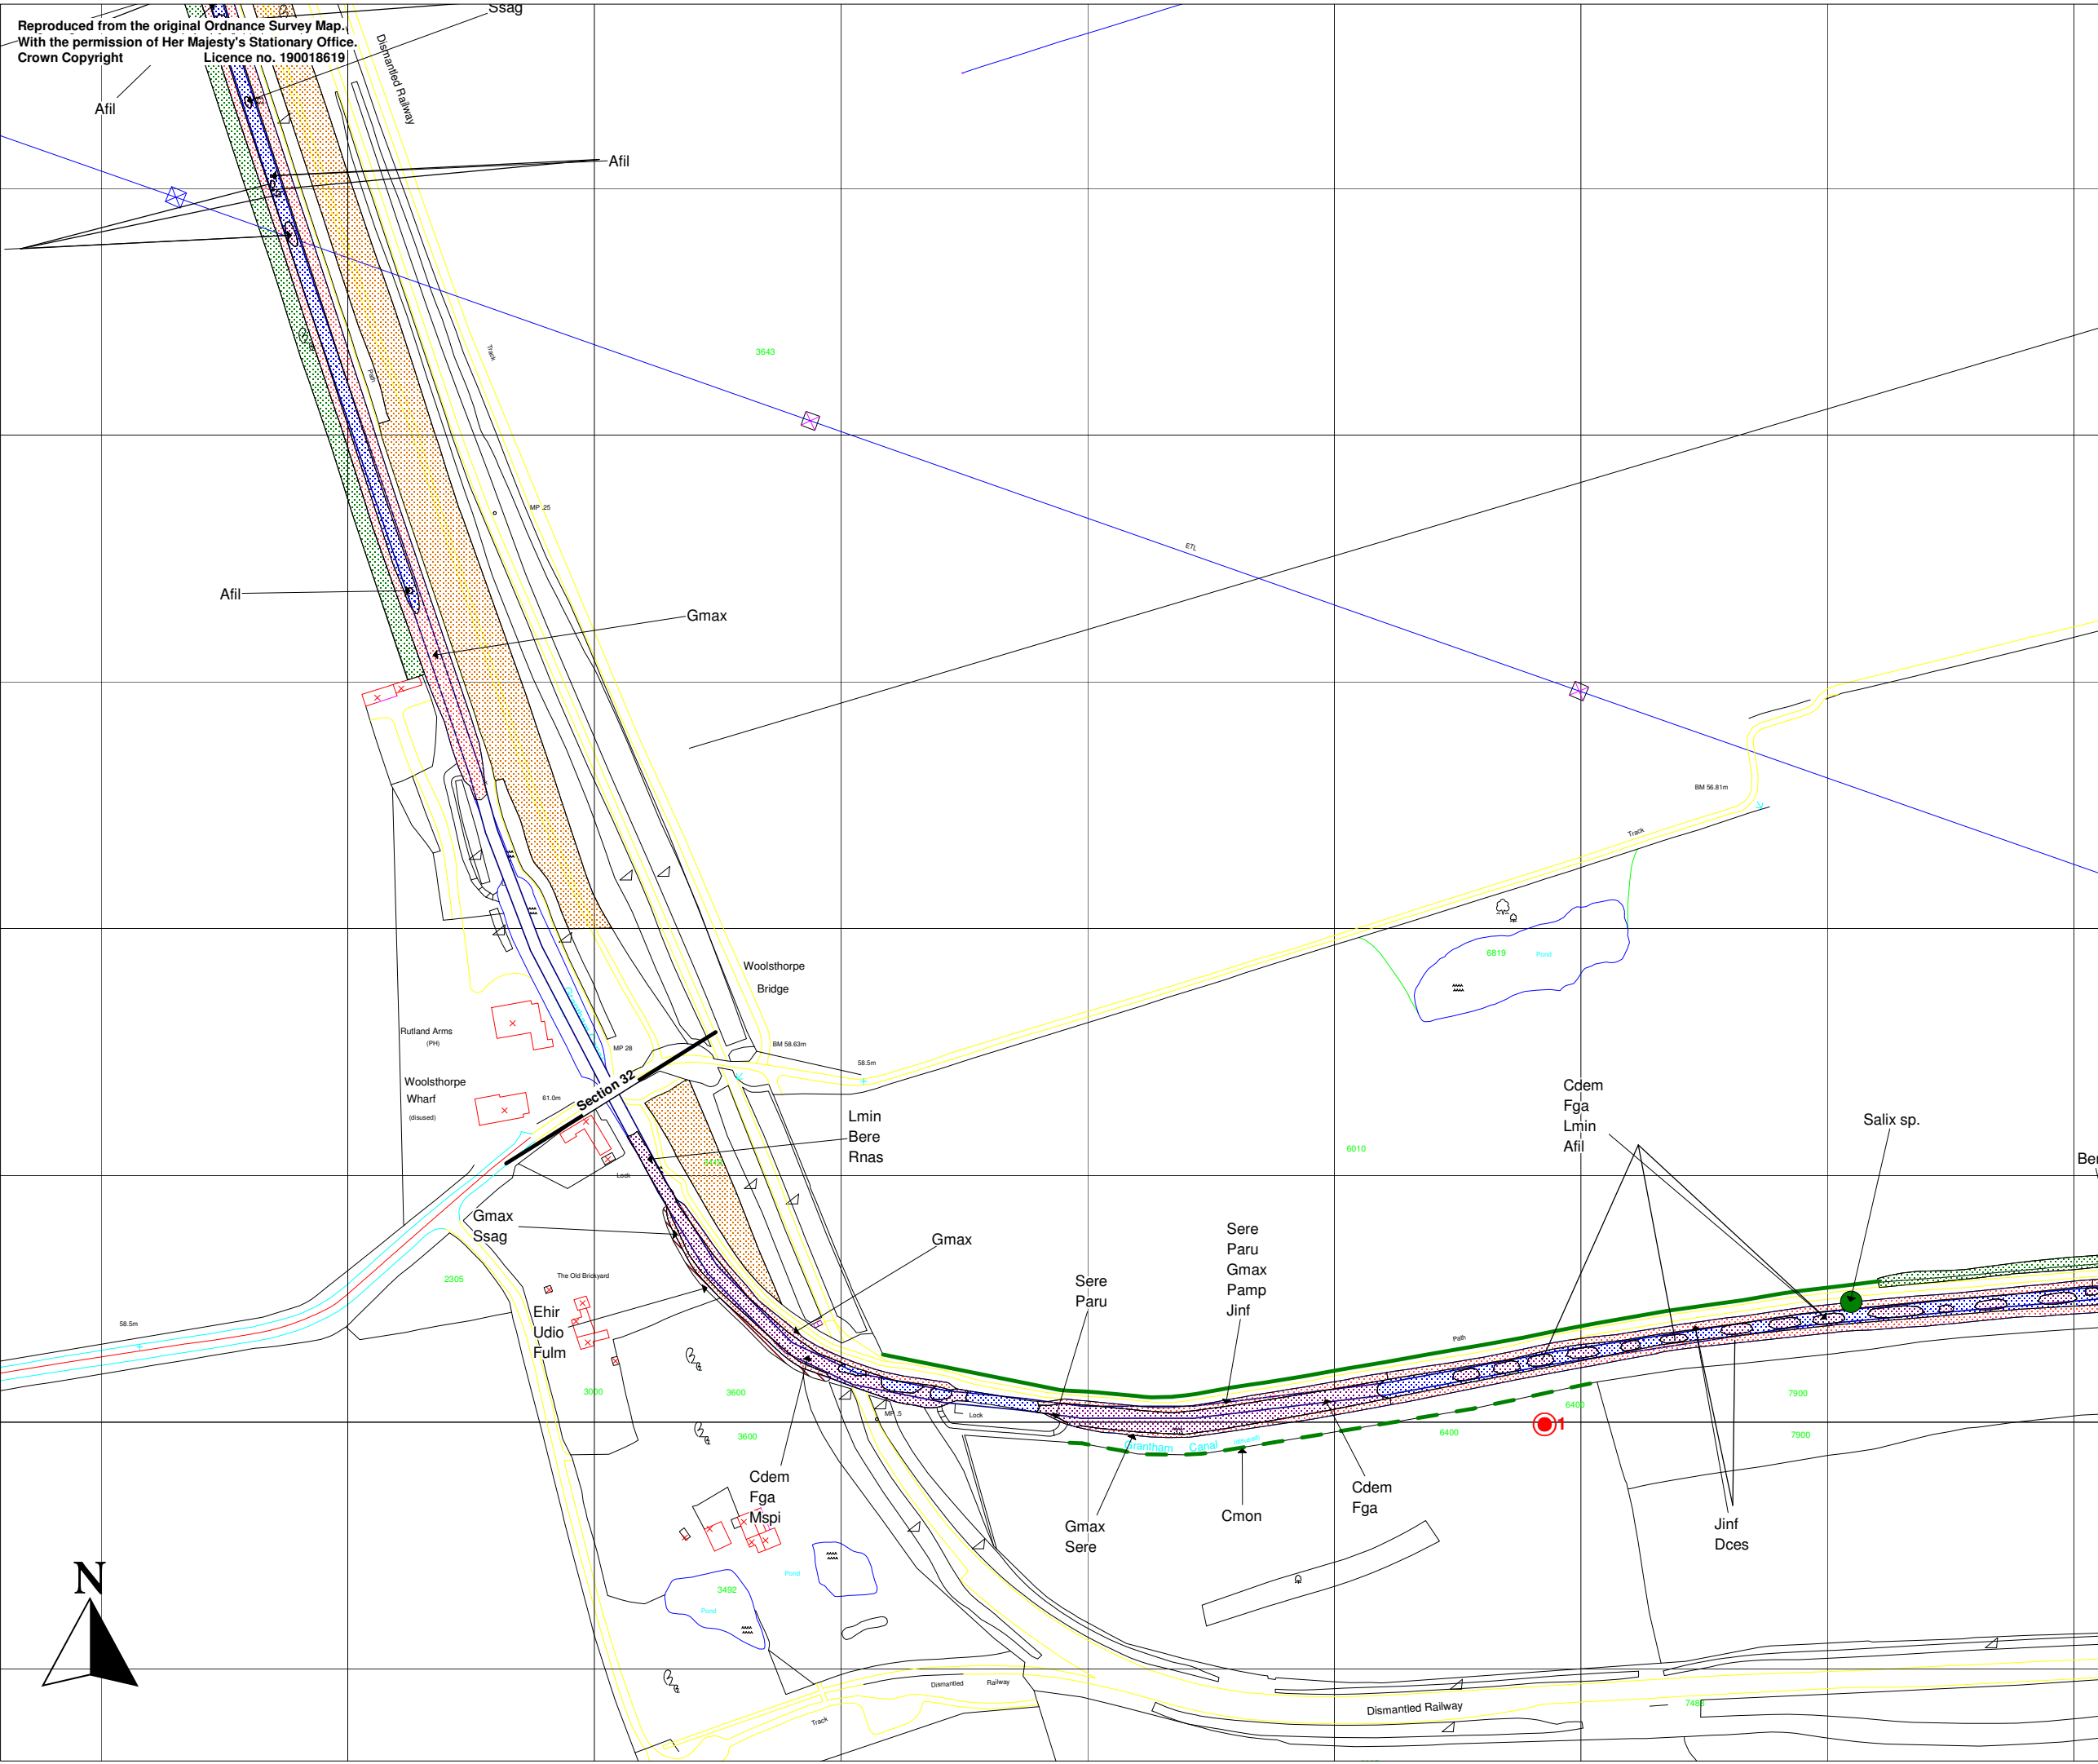 Ssag
Reproduced from the original Ordnance Survey Map.
With the permission of Her Majesty's Stationary Office.
Crown Copyright Licence no. 190018619
Dismantled Railway
Afil
Afil
Track
3643
Path
MP .25
ETL
Afil
Gmax
BM 56.81m
Track
6819
Pond
Woolsthorpe
Bridge
Rutland Arms
(PH)
MP 28
BM 58.63m
58.5m
Woolsthorpe
Wharf
(disused)
61.0m
Section 32
Lmin
Bere
Rnas
Lock
6010
Cdem
Fga
Lmin
Afil
Salix sp.
Ber
Gmax
Ssag
Gmax
Sere
Paru
Gmax
Pamp
Jinf
2305
The Old Brickyard
Sere
Paru
Ehir
Udio
Fulm
58.5m
Path
3000
3600
3600
MP .5
Lock
6400
6400
7900
7900
1
Grantham Canal
Cdem
Fga
Mspi
Gmax
Sere
Cmon
Cdem
Fga
Jinf
Dces
N
3492
Pond
Pond
Dismantled Railway
Track
Dismantled Railway